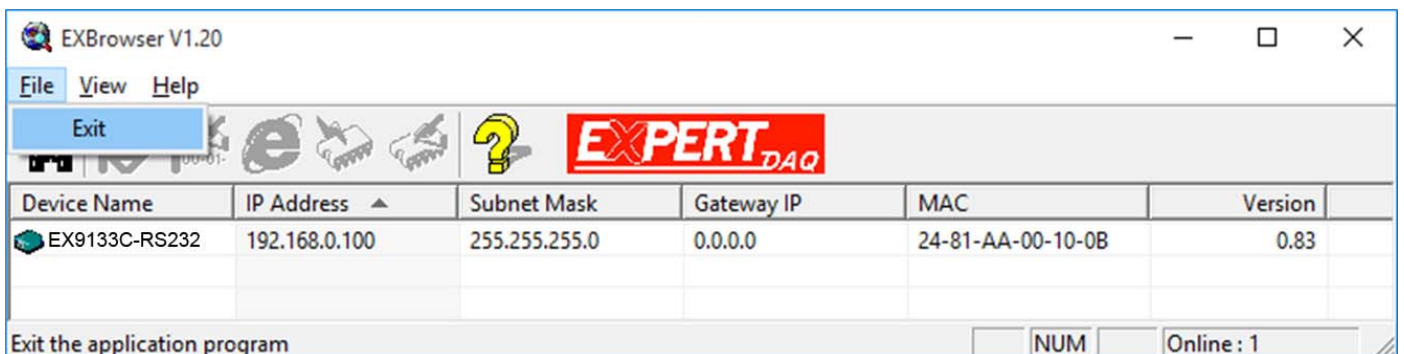 EXBrowser V1.20
File View Help
Exit
00-01-
EXPERT DAQ
Device Name IP Address Subnet Mask Gateway IP MAC Version
EX9133C-RS232 192.168.0.100 255.255.255.0 0.0.0.0 24-81-AA-00-10-0B 0.83
Exit the application program NUM Online : 1